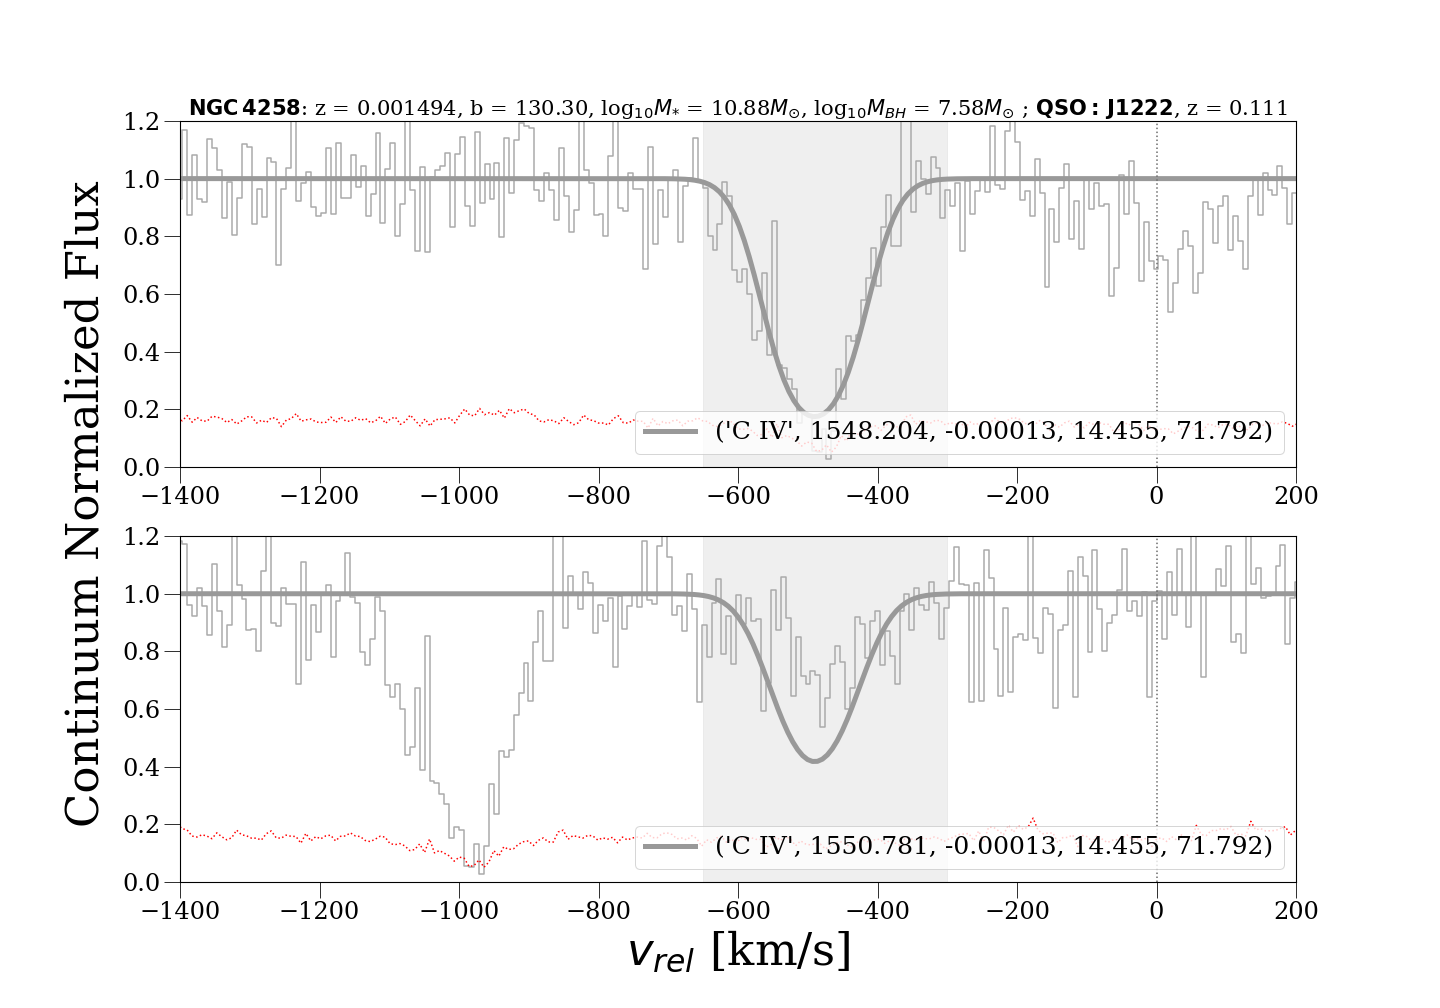 NGC 4258: z = 0.001494, b = 130.30, log₁₀M* = 10.88M⊙, log₁₀M_BH = 7.58M⊙ ; QSO : J1222, z = 0.111
Continuum Normalized Flux
1.2
1.0
0.8
0.6
0.4
0.2
0.0
('C IV', 1548.204, -0.00013, 14.455, 71.792)
−1400 −1200 −1000 −800 −600 −400 −200 0 200
1.2
1.0
0.8
0.6
0.4
0.2
0.0
('C IV', 1550.781, -0.00013, 14.455, 71.792)
−1400 −1200 −1000 −800 −600 −400 −200 0 200
v_rel [km/s]